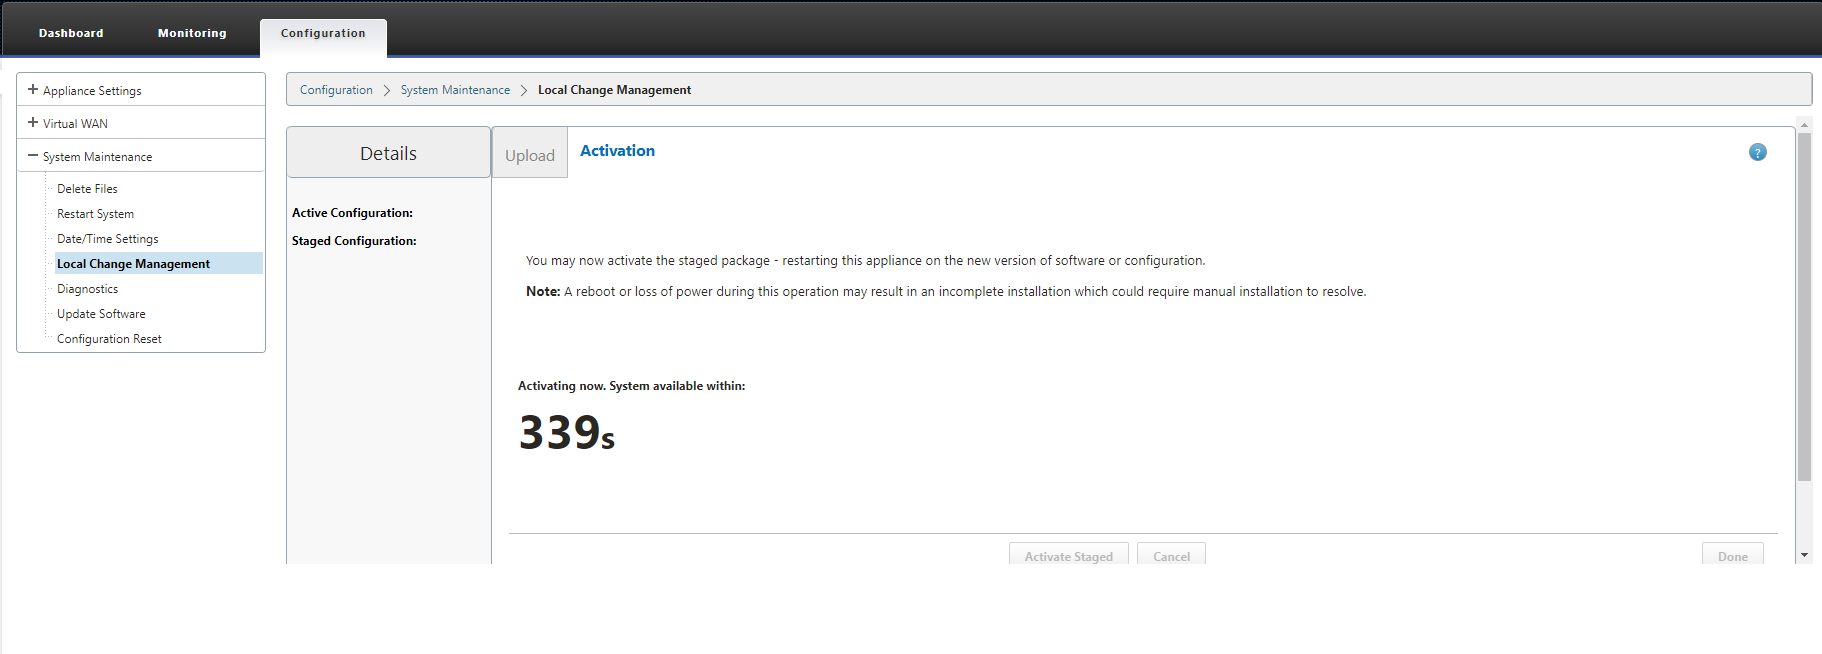 Dashboard Monitoring Configuration
+ Appliance Settings
+ Virtual WAN
− System Maintenance
Delete Files
Restart System
Date/Time Settings
Local Change Management
Diagnostics
Update Software
Configuration Reset
Configuration > System Maintenance > Local Change Management
Details
Active Configuration:
Staged Configuration:
Upload Activation
?
You may now activate the staged package - restarting this appliance on the new version of software or configuration.
Note: A reboot or loss of power during this operation may result in an incomplete installation which could require manual installation to resolve.
Activating now. System available within:
339s
Activate Staged Cancel Done